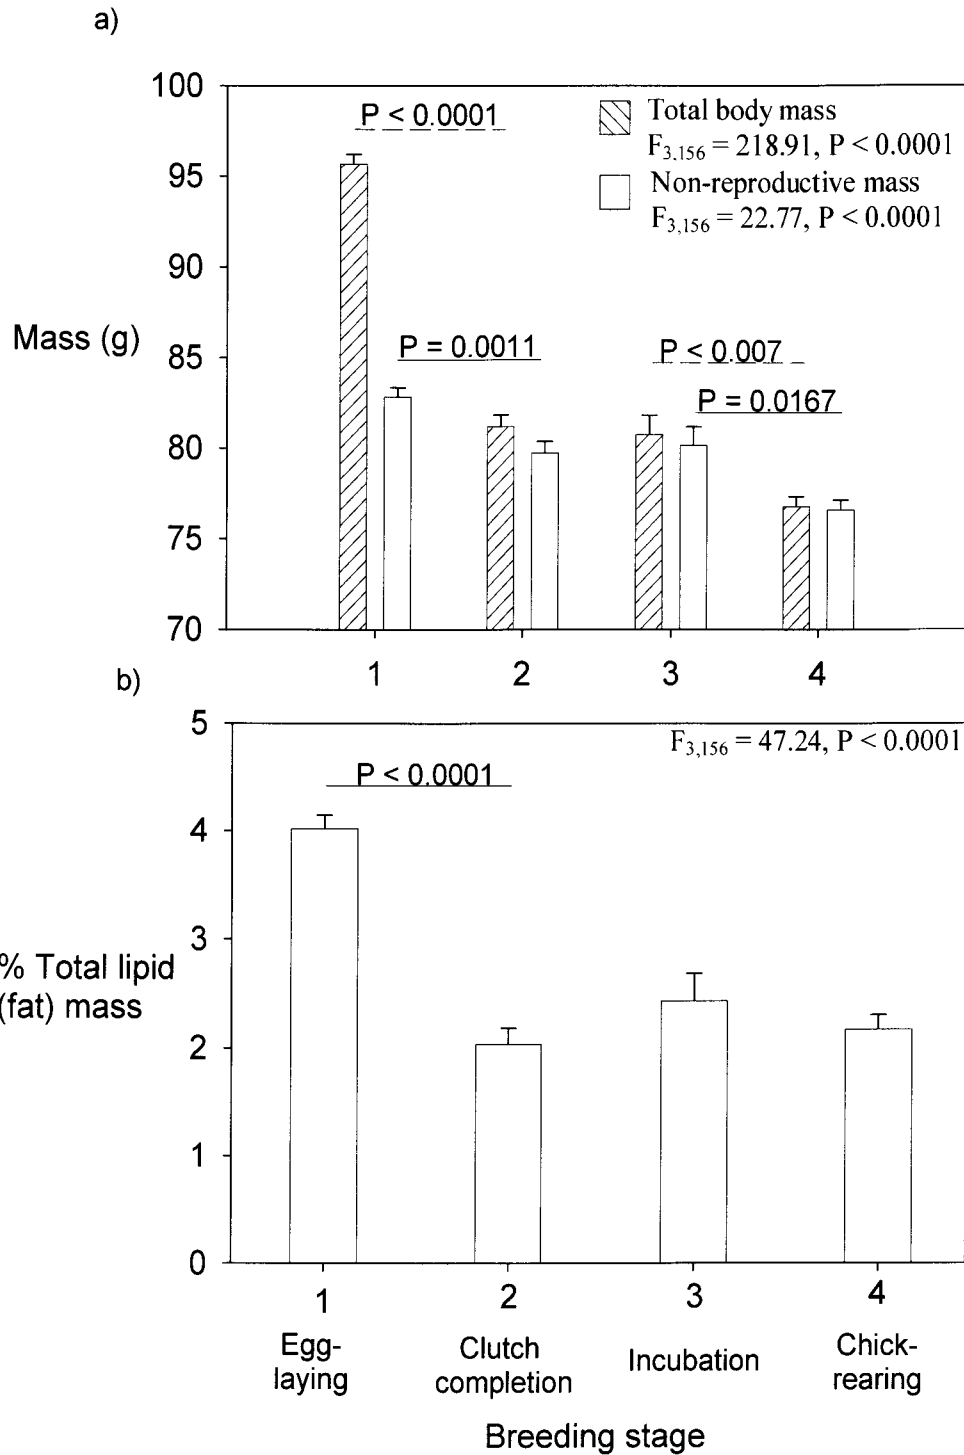 a)
100
95
90
85
80
75
70
Mass (g)
P < 0.0001
Total body mass
F3,156 = 218.91, P < 0.0001
Non-reproductive mass
F3,156 = 22.77, P < 0.0001
P = 0.0011
P < 0.007
P = 0.0167
1 2 3 4
b)
5
4
3
2
1
0
% Total lipid
(fat) mass
F3,156 = 47.24, P < 0.0001
P < 0.0001
1 2 3 4
Egg-
laying
Clutch
completion
Incubation
Chick-
rearing
Breeding stage